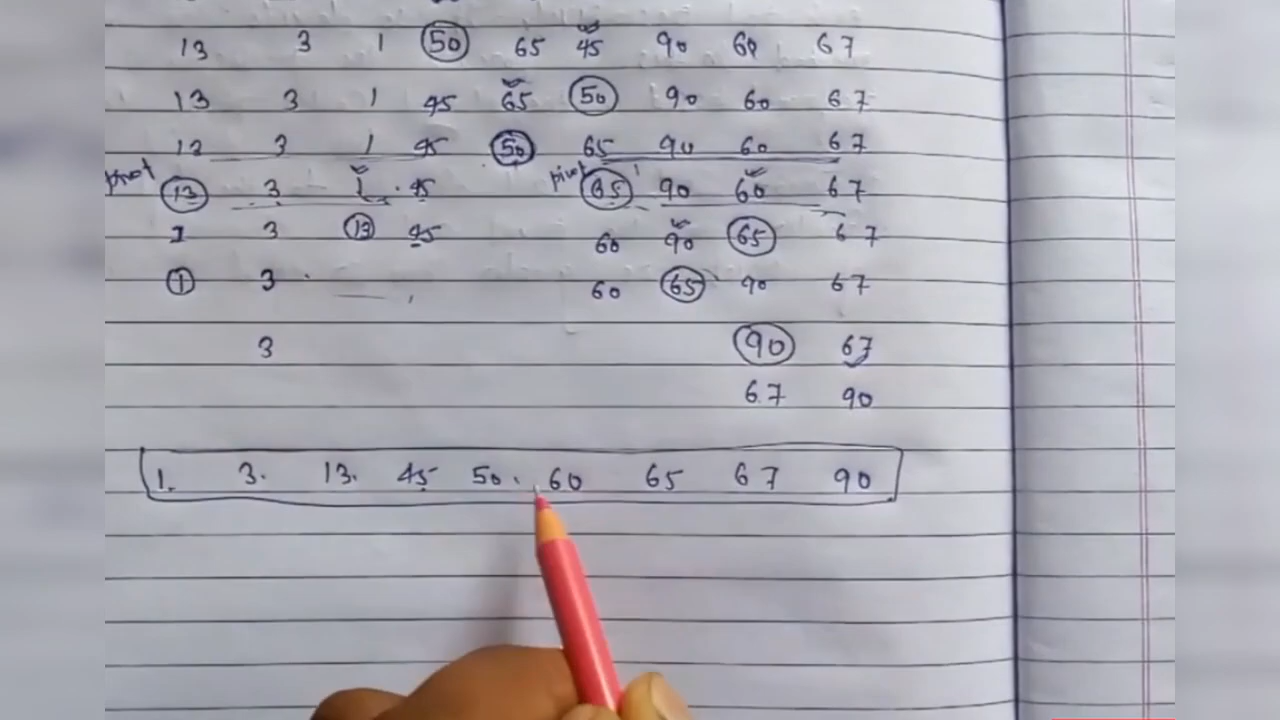 13 3 1 50 65 45 90 60 67
13 3 1 45 65 50 90 60 67
13 3 1 45 50 65 90 60 67
pivot 13 3 1 45 pivot 65 90 60 67
1 3 13 45 60 90 65 67
1 3 60 65 90 67
3 90 67
67 90
1. 3. 13. 45 50. 60 65 67 90